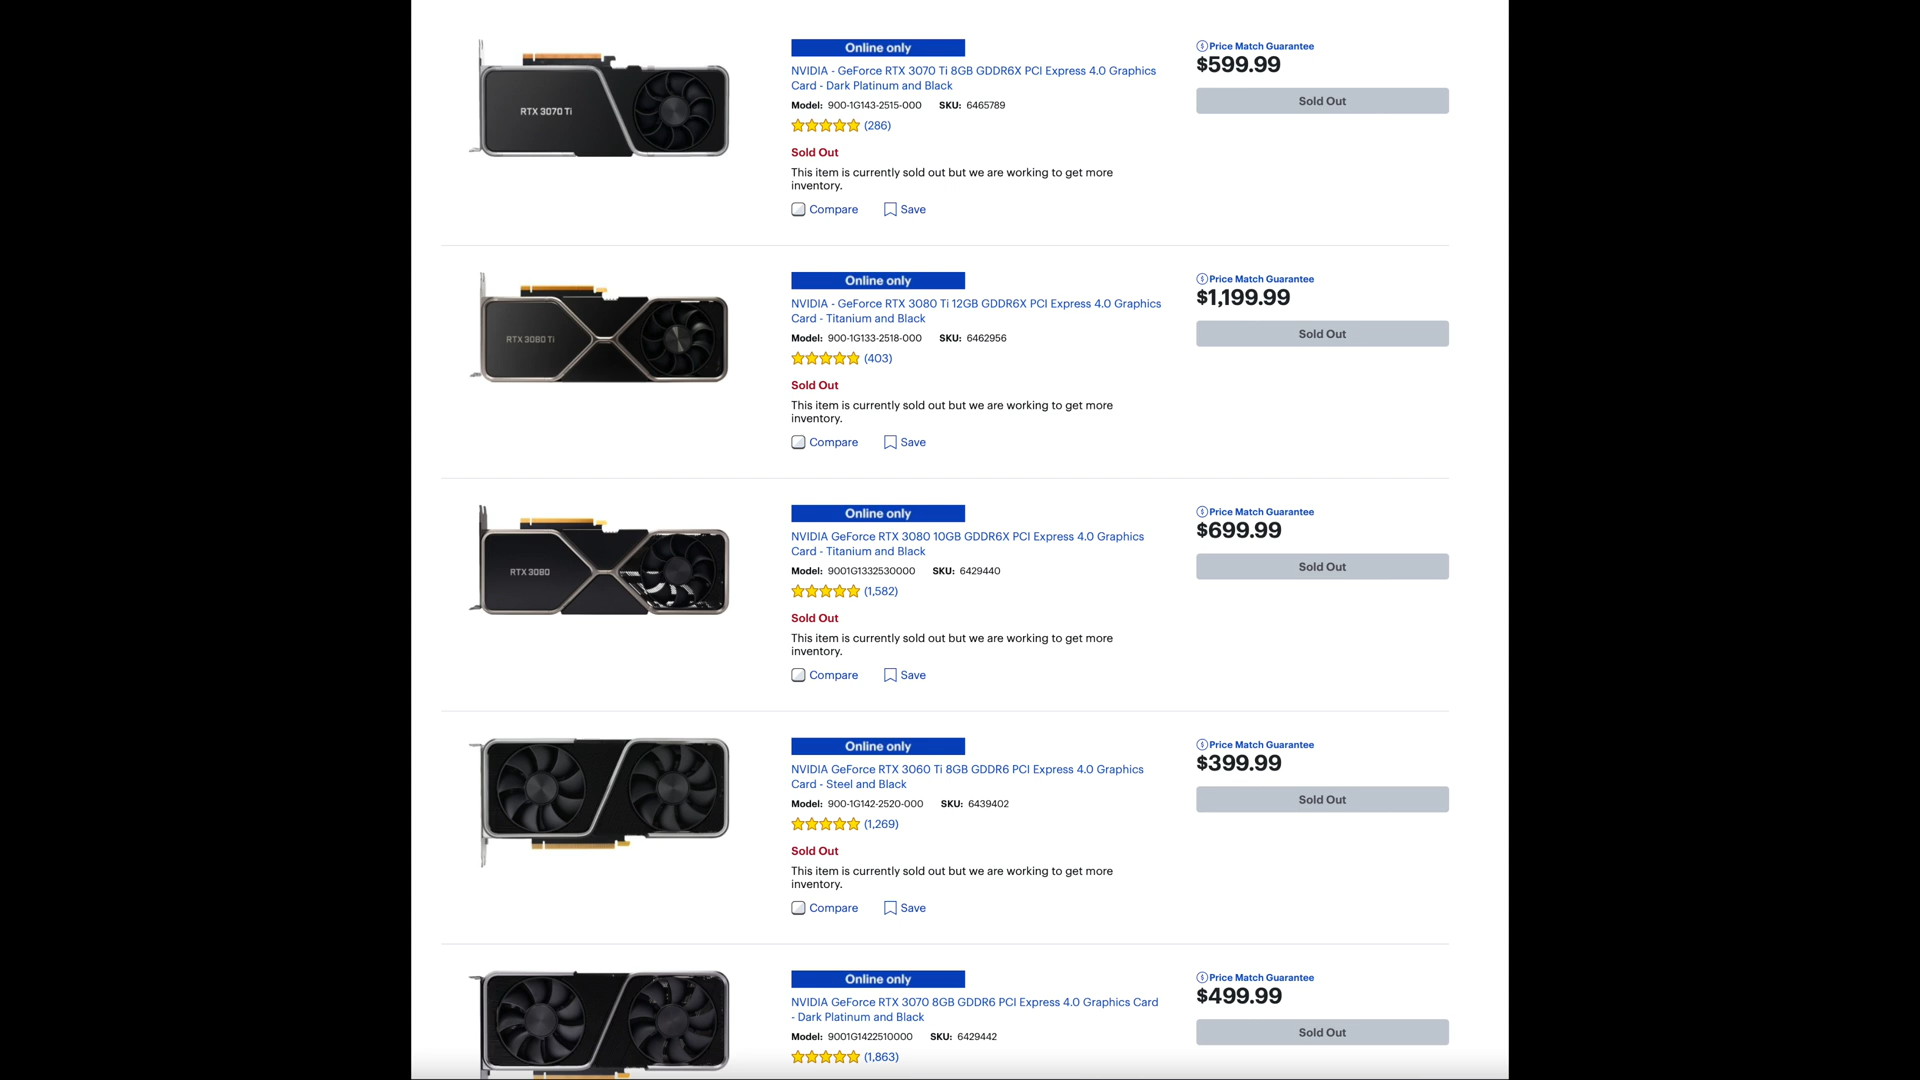 Online only
Price Match Guarantee
$599.99
NVIDIA - GeForce RTX 3070 Ti 8GB GDDR6X PCI Express 4.0 Graphics
Card - Dark Platinum and Black
Sold Out
RTX 3070 Ti
Model: 900-1G143-2515-000 SKU: 6465789
(286)
Sold Out
This item is currently sold out but we are working to get more
inventory.
Compare Save
Online only
Price Match Guarantee
$1,199.99
NVIDIA - GeForce RTX 3080 Ti 12GB GDDR6X PCI Express 4.0 Graphics
Card - Titanium and Black
Sold Out
RTX 3080 Ti
Model: 900-1G133-2518-000 SKU: 6462956
(403)
Sold Out
This item is currently sold out but we are working to get more
inventory.
Compare Save
Online only
Price Match Guarantee
$699.99
NVIDIA GeForce RTX 3080 10GB GDDR6X PCI Express 4.0 Graphics
Card - Titanium and Black
Sold Out
RTX 3080
Model: 9001G1332530000 SKU: 6429440
(1,582)
Sold Out
This item is currently sold out but we are working to get more
inventory.
Compare Save
Online only
Price Match Guarantee
$399.99
NVIDIA GeForce RTX 3060 Ti 8GB GDDR6 PCI Express 4.0 Graphics
Card - Steel and Black
Sold Out
Model: 900-1G142-2520-000 SKU: 6439402
(1,269)
Sold Out
This item is currently sold out but we are working to get more
inventory.
Compare Save
Online only
Price Match Guarantee
$499.99
NVIDIA GeForce RTX 3070 8GB GDDR6 PCI Express 4.0 Graphics Card
- Dark Platinum and Black
Sold Out
Model: 9001G1422510000 SKU: 6429442
(1,863)